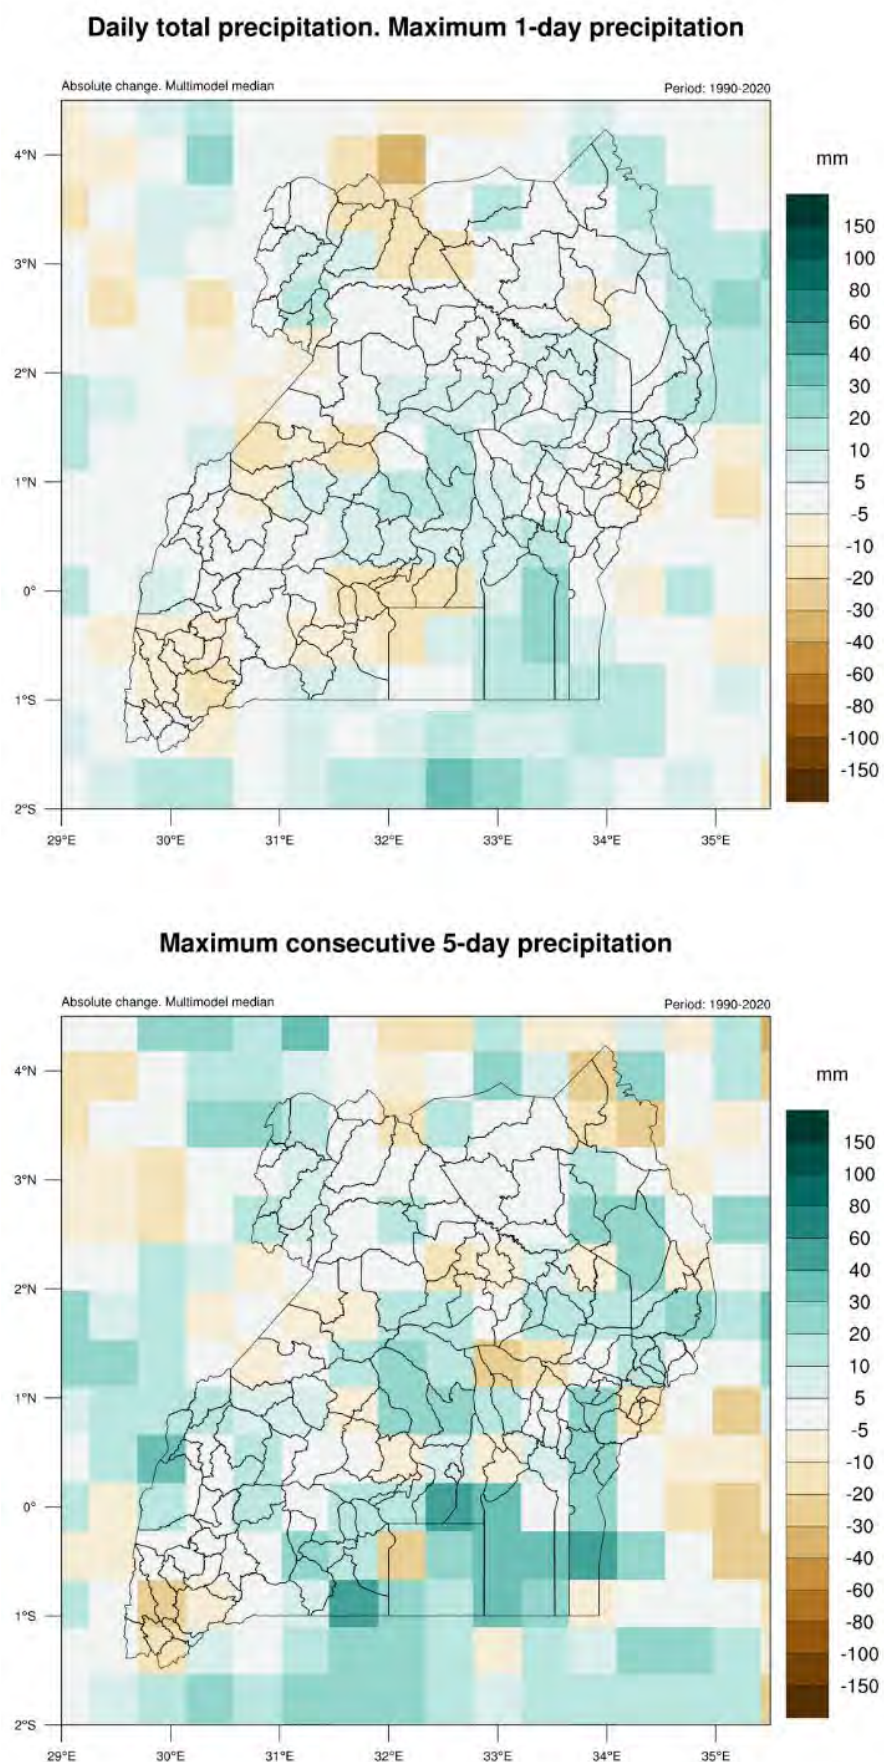 Daily total precipitation. Maximum 1-day precipitation
Absolute change. Multimodel median
Period: 1990-2020
mm
4°N
3°N
2°N
1°N
0°
1°S
2°S
150
100
80
60
40
30
20
10
5
-5
-10
-20
-30
-40
-60
-80
-100
-150
29°E
30°E
31°E
32°E
33°E
34°E
35°E
Maximum consecutive 5-day precipitation
Absolute change. Multimodel median
Period: 1990-2020
mm
4°N
3°N
2°N
1°N
0°
1°S
2°S
150
100
80
60
40
30
20
10
5
-5
-10
-20
-30
-40
-60
-80
-100
-150
29°E
30°E
31°E
32°E
33°E
34°E
35°E